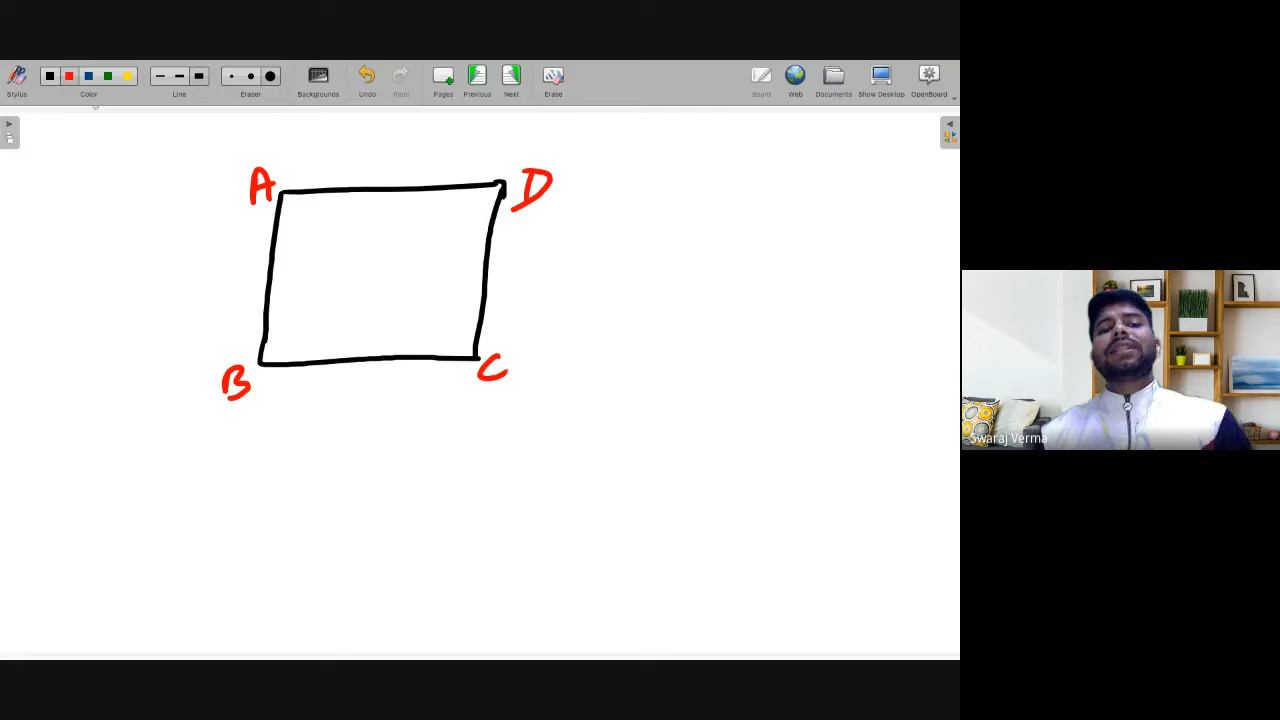 Stylus Color Line Eraser Backgrounds Undo Redo Pages Previous Next Erase Board Web Documents Show Desktop OpenBoard
A D
B C
Swaraj Verma